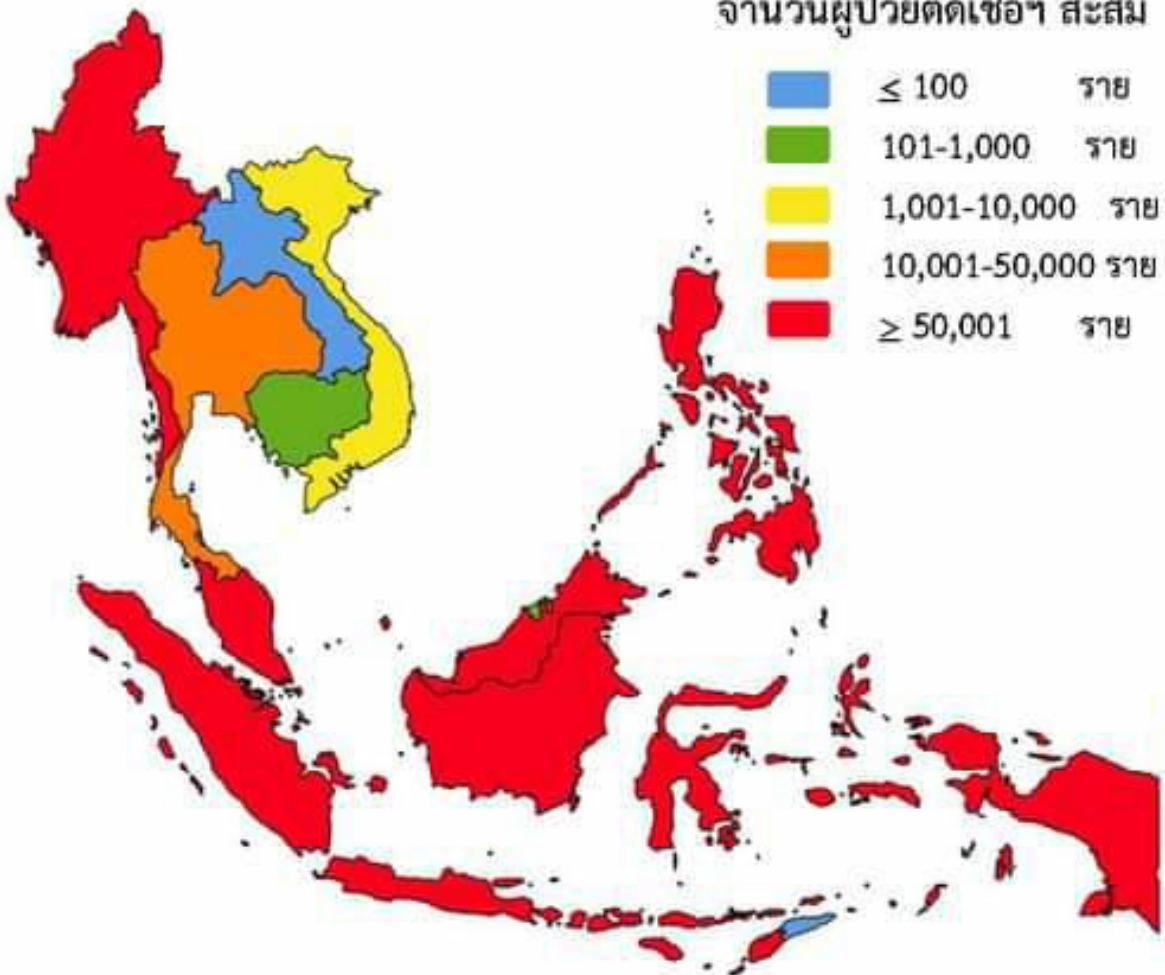 จำนวนผู้ป่วยติดเชื้อฯ สะสม
≤ 100 ราย
101-1,000 ราย
1,001-10,000 ราย
10,001-50,000 ราย
≥ 50,001 ราย